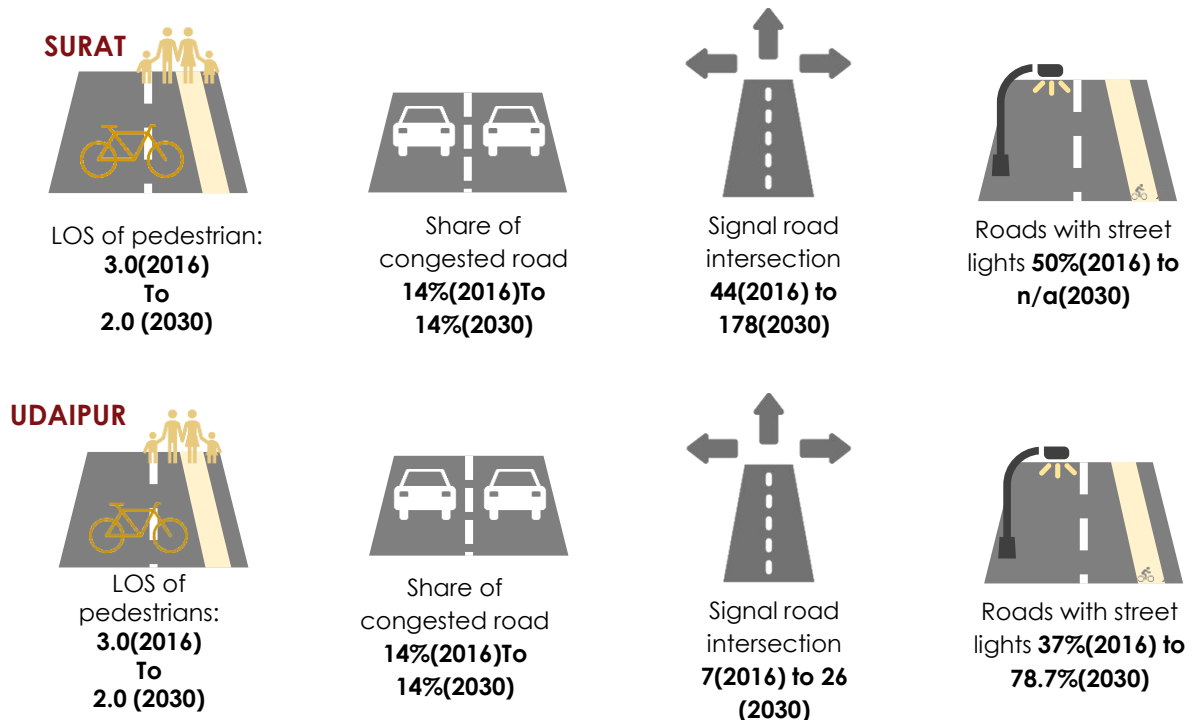 SURAT
LOS of pedestrian:
3.0(2016)
To
2.0 (2030)
Share of
congested road
14%(2016)To
14%(2030)
Signal road
intersection
44(2016) to
178(2030)
Roads with street
lights 50%(2016) to
n/a(2030)
UDAIPUR
LOS of
pedestrians:
3.0(2016)
To
2.0 (2030)
Share of
congested road
14%(2016)To
14%(2030)
Signal road
intersection
7(2016) to 26
(2030)
Roads with street
lights 37%(2016) to
78.7%(2030)